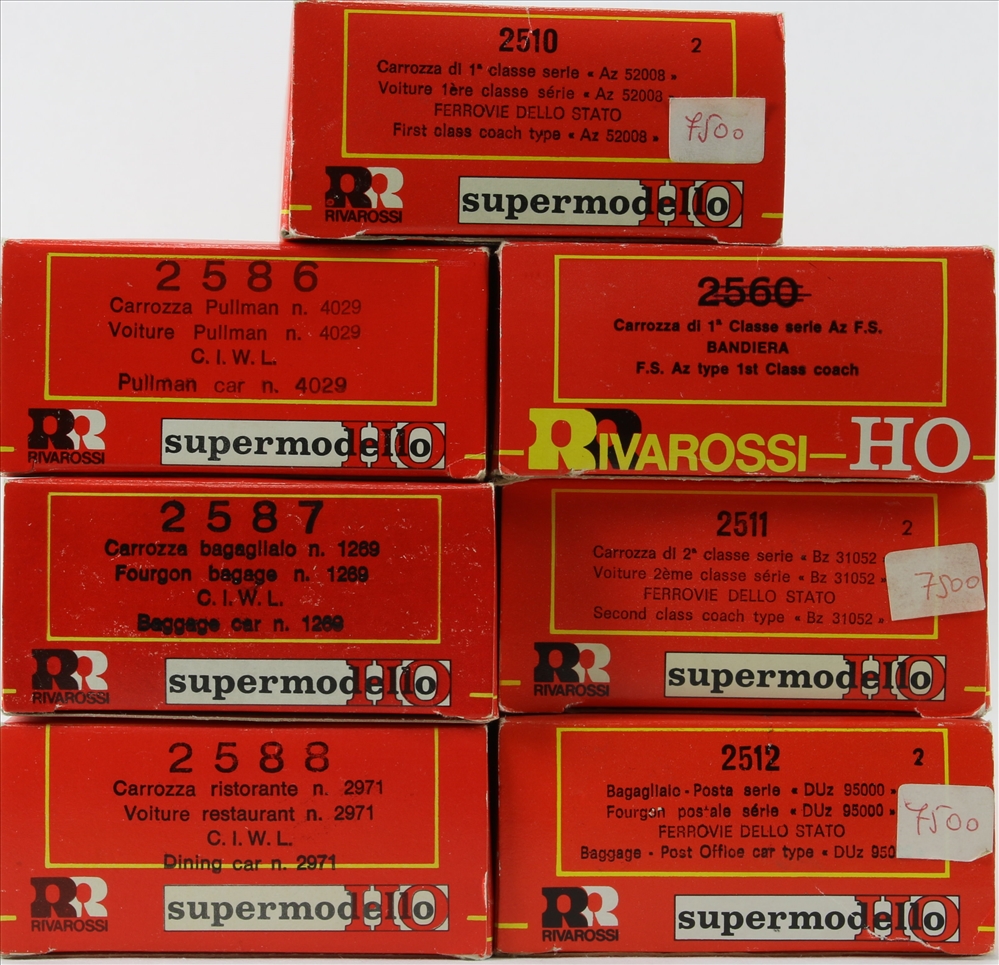 2510 2
Carrozza di 1ª classe serie « Az 52008 »
Voiture 1ère classe série « Az 52008
FERROVIE DELLO STATO
First class coach type « Az 52008 »
7500
RR
RIVAROSSI
supermodello HO
2586
Carrozza Pullman n. 4029
Voiture Pullman n. 4029
C. I. W. L.
Pullman car n. 4029
RR
RIVAROSSI
supermodello HO
2560
Carrozza di 1ª Classe serie Az F.S.
BANDIERA
F.S. Az type 1st Class coach
RIVAROSSI HO
2587
Carrozza bagagliaio n. 1269
Fourgon bagage n. 1269
C. I. W. L.
Baggage car n. 1269
RR
RIVAROSSI
supermodello HO
2511 2
Carrozza di 2ª classe serie « Bz 31052
Voiture 2ème classe série « Bz 31052 »
FERROVIE DELLO STATO
Second class coach type « Bz 31052 »
7500
RR
RIVAROSSI
supermodello HO
2588
Carrozza ristorante n. 2971
Voiture restaurant n. 2971
C. I. W. L.
Dining car n. 2971
RR
RIVAROSSI
supermodello HO
2512 2
Bagagliaio - Posta serie « DUz 95000 »
Fourgon postale série « DUz 95000 »
FERROVIE DELLO STATO
Baggage - Post Office car type « DUz 950
7500
RR
RIVAROSSI
supermodello HO